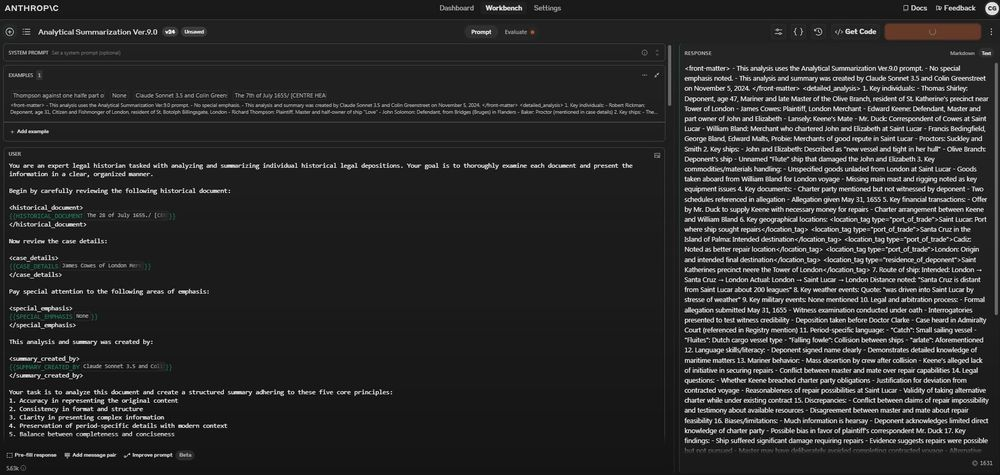 ANTHROP\C
Dashboard Workbench Settings
Docs Feedback CG
Analytical Summarization Ver.9.0 v24 Unsaved
Prompt Evaluate
Get Code
SYSTEM PROMPT Set a system prompt (optional)
EXAMPLES 1
Thompson against one halfe part o None Claude Sonnet 3.5 and Colin Green The 7th of July 1655/ [CENTRE HEA
<front-matter> - This analysis uses the Analytical Summarization Ver.9.0 prompt. - No special emphasis. - This analysis and summary was created by Claude Sonnet 3.5 and Colin Greenstreet on November 5, 2024. </front-matter> <detailed_analysis> 1. Key individuals: - Robert Rickman:
Deponent, age 31, Citizen and Fishmonger of London, resident of St. Botolph Billingsgate, London - Richard Thompson: Plaintiff, Master and half-owner of ship "Love" - John Solomon: Defendant, from Bridges (Bruges) in Flanders - Baker: Proctor (mentioned in case details) 2. Key ships: - The
Add example
USER
You are an expert legal historian tasked with analyzing and summarizing individual historical legal depositions. Your goal is to thoroughly examine each document and present the
information in a clear, organized manner.
Begin by carefully reviewing the following historical document:
<historical_document>
{{HISTORICAL_DOCUMENT The 28 of July 1655./ [CEN }}
</historical_document>
Now review the case details:
<case_details>
{{CASE_DETAILS James Cowes of London Mer }}
</case_details>
Pay special attention to the following areas of emphasis:
<special_emphasis>
{{SPECIAL_EMPHASIS None }}
</special_emphasis>
This analysis and summary was created by:
<summary_created_by>
{{SUMMARY_CREATED_BY Claude Sonnet 3.5 and Coli }}
</summary_created_by>
Your task is to analyze this document and create a structured summary adhering to these five core principles:
1. Accuracy in representing the original content
2. Consistency in format and structure
3. Clarity in presenting complex information
4. Preservation of period-specific details with modern context
5. Balance between completeness and conciseness
Pre-fill response Add message pair Improve prompt Beta
5.63k
RESPONSE Markdown Text
<front-matter> - This analysis uses the Analytical Summarization Ver.9.0 prompt. - No special
emphasis noted. - This analysis and summary was created by Claude Sonnet 3.5 and Colin Greenstreet
on November 5, 2024. </front-matter> <detailed_analysis> 1. Key individuals: - Thomas Shirley:
Deponent, age 47, Mariner and late Master of the Olive Branch, resident of St. Katherine's precinct near
Tower of London - James Cowes: Plaintiff, London Merchant - Edward Keene: Defendant, Master and
part owner of John and Elizabeth - Lansely: Keene's Mate - Mr. Duck: Correspondent of Cowes at Saint
Lucar - William Bland: Merchant who chartered John and Elizabeth at Saint Lucar - Francis Bedingfield,
George Bland, Edward Malts, Probie: Merchants of good repute in Saint Lucar - Proctors: Suckley and
Smith 2. Key ships: - John and Elizabeth: Described as "new vessell and tight in her hull" - Olive Branch:
Deponent's ship - Unnamed "Flute" ship that damaged the John and Elizabeth 3. Key
commodities/materials handling: - Unspecified goods unladed from London at Saint Lucar - Goods
taken aboard from William Bland for London voyage - Missing main mast and rigging noted as key
equipment issues 4. Key documents: - Charter party mentioned but not witnessed by deponent - Two
schedules referenced in allegation - Allegation given May 31, 1655 5. Key financial transactions: - Offer
by Mr. Duck to supply Keene with necessary money for repairs - Charter arrangement between Keene
and William Bland 6. Key geographical locations: <location_tag type="port_of_trade">Saint Lucar: Port
where ship sought repairs</location_tag> <location_tag type="port_of_trade">Santa Cruz in the
Island of Palma: Intended destination</location_tag> <location_tag type="port_of_trade">Cadiz:
Noted as better repair location</location_tag> <location_tag type="port_of_trade">London: Origin
and intended final destination</location_tag> <location_tag type="residence_of_deponent">Saint
Katherines precinct neere the Tower of London</location_tag> 7. Route of ship: Intended: London →
Santa Cruz → London Actual: London → Saint Lucar → London Distance noted: "Santa Cruz is distant
from Saint Lucar about 200 leagues" 8. Key weather events: Quote: "was driven into Saint Lucar by
stresse of weather" 9. Key military events: None mentioned 10. Legal and arbitration process: - Formal
allegation submitted May 31, 1655 - Witness examination conducted under oath - Interrogatories
presented to test witness credibility - Deposition taken before Doctor Clarke - Case heard in Admiralty
Court (referenced in Registry mention) 11. Period-specific language: - "Catch": Small sailing vessel -
"Fluites": Dutch cargo vessel type - "Falling fowle": Collision between ships - "arlate": Aforementioned
12. Language skills/literacy: - Deponent signed name clearly - Demonstrates detailed knowledge of
maritime matters 13. Mariner behavior: - Mass desertion by crew after collision - Keene's alleged lack
of initiative in securing repairs - Conflict between master and mate over repair capabilities 14. Legal
questions: - Whether Keene breached charter party obligations - Justification for deviation from
contracted voyage - Reasonableness of repair possibilities at Saint Lucar - Validity of taking alternative
charter while under existing contract 15. Discrepancies: - Conflict between claims of repair impossibility
and testimony about available resources - Disagreement between master and mate about repair
feasibility 16. Biases/limitations: - Much information is hearsay - Deponent acknowledges limited direct
knowledge of charter party - Possible bias in favor of plaintiff's correspondent Mr. Duck 17. Key
findings: - Ship suffered significant damage requiring repairs - Evidence suggests repairs were possible
but not pursued - Master may have deliberately avoided completing contracted voyage - Alternative
1631